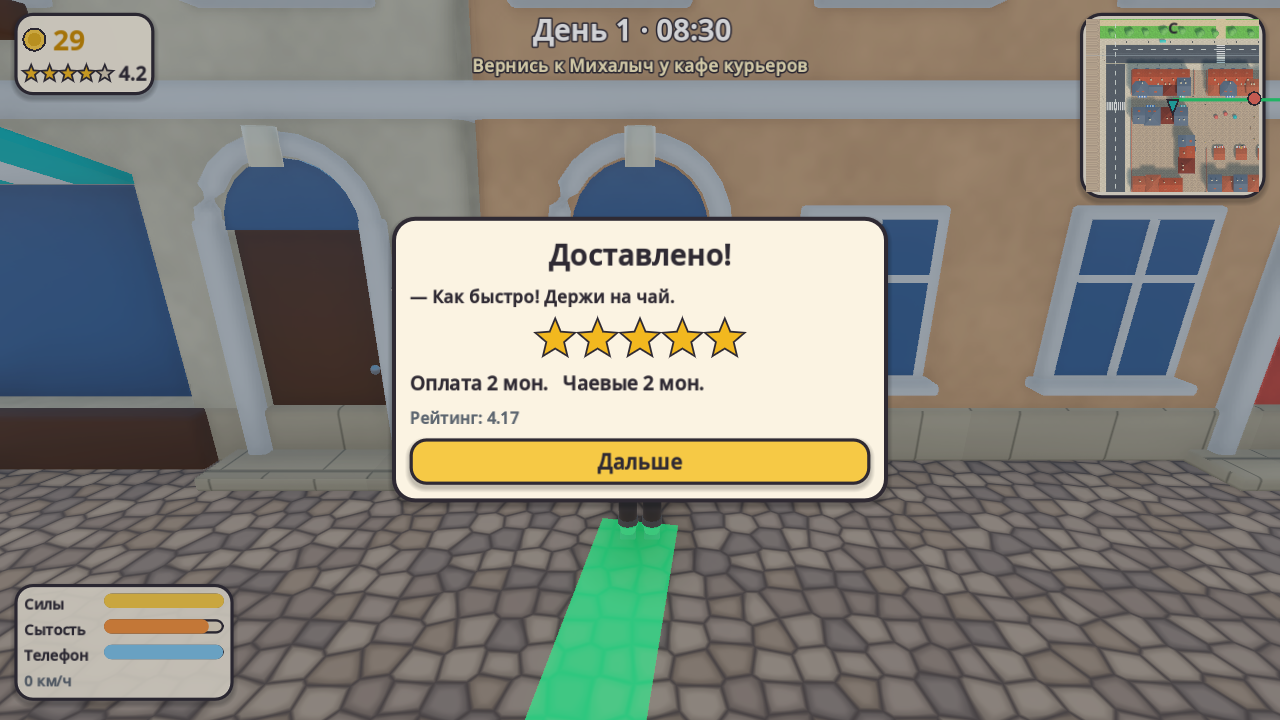 29
4.2
День 1 · 08:30
Вернись к Михалыч у кафе курьеров
С
Доставлено!
— Как быстро! Держи на чай.
Оплата 2 мон. Чаевые 2 мон.
Рейтинг: 4.17
Дальше
Силы
Сытость
Телефон
0 км/ч